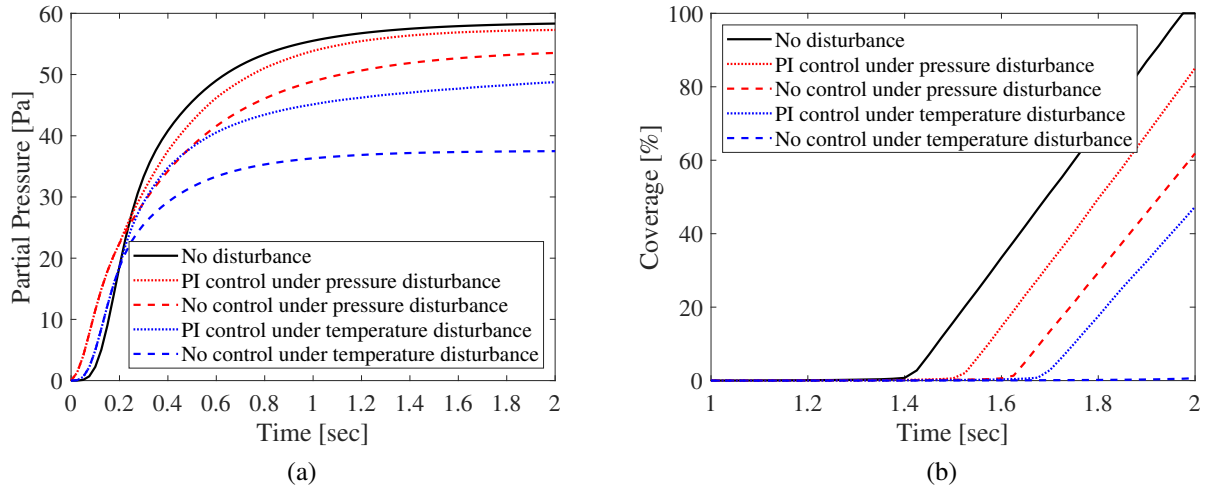 60
50
40
30
20
10
0
Partial Pressure [Pa]
No disturbance
PI control under pressure disturbance
No control under pressure disturbance
PI control under temperature disturbance
No control under temperature disturbance
0 0.2 0.4 0.6 0.8 1 1.2 1.4 1.6 1.8 2
Time [sec]
(a)
100
80
60
40
20
0
Coverage [%]
No disturbance
PI control under pressure disturbance
No control under pressure disturbance
PI control under temperature disturbance
No control under temperature disturbance
1 1.2 1.4 1.6 1.8 2
Time [sec]
(b)